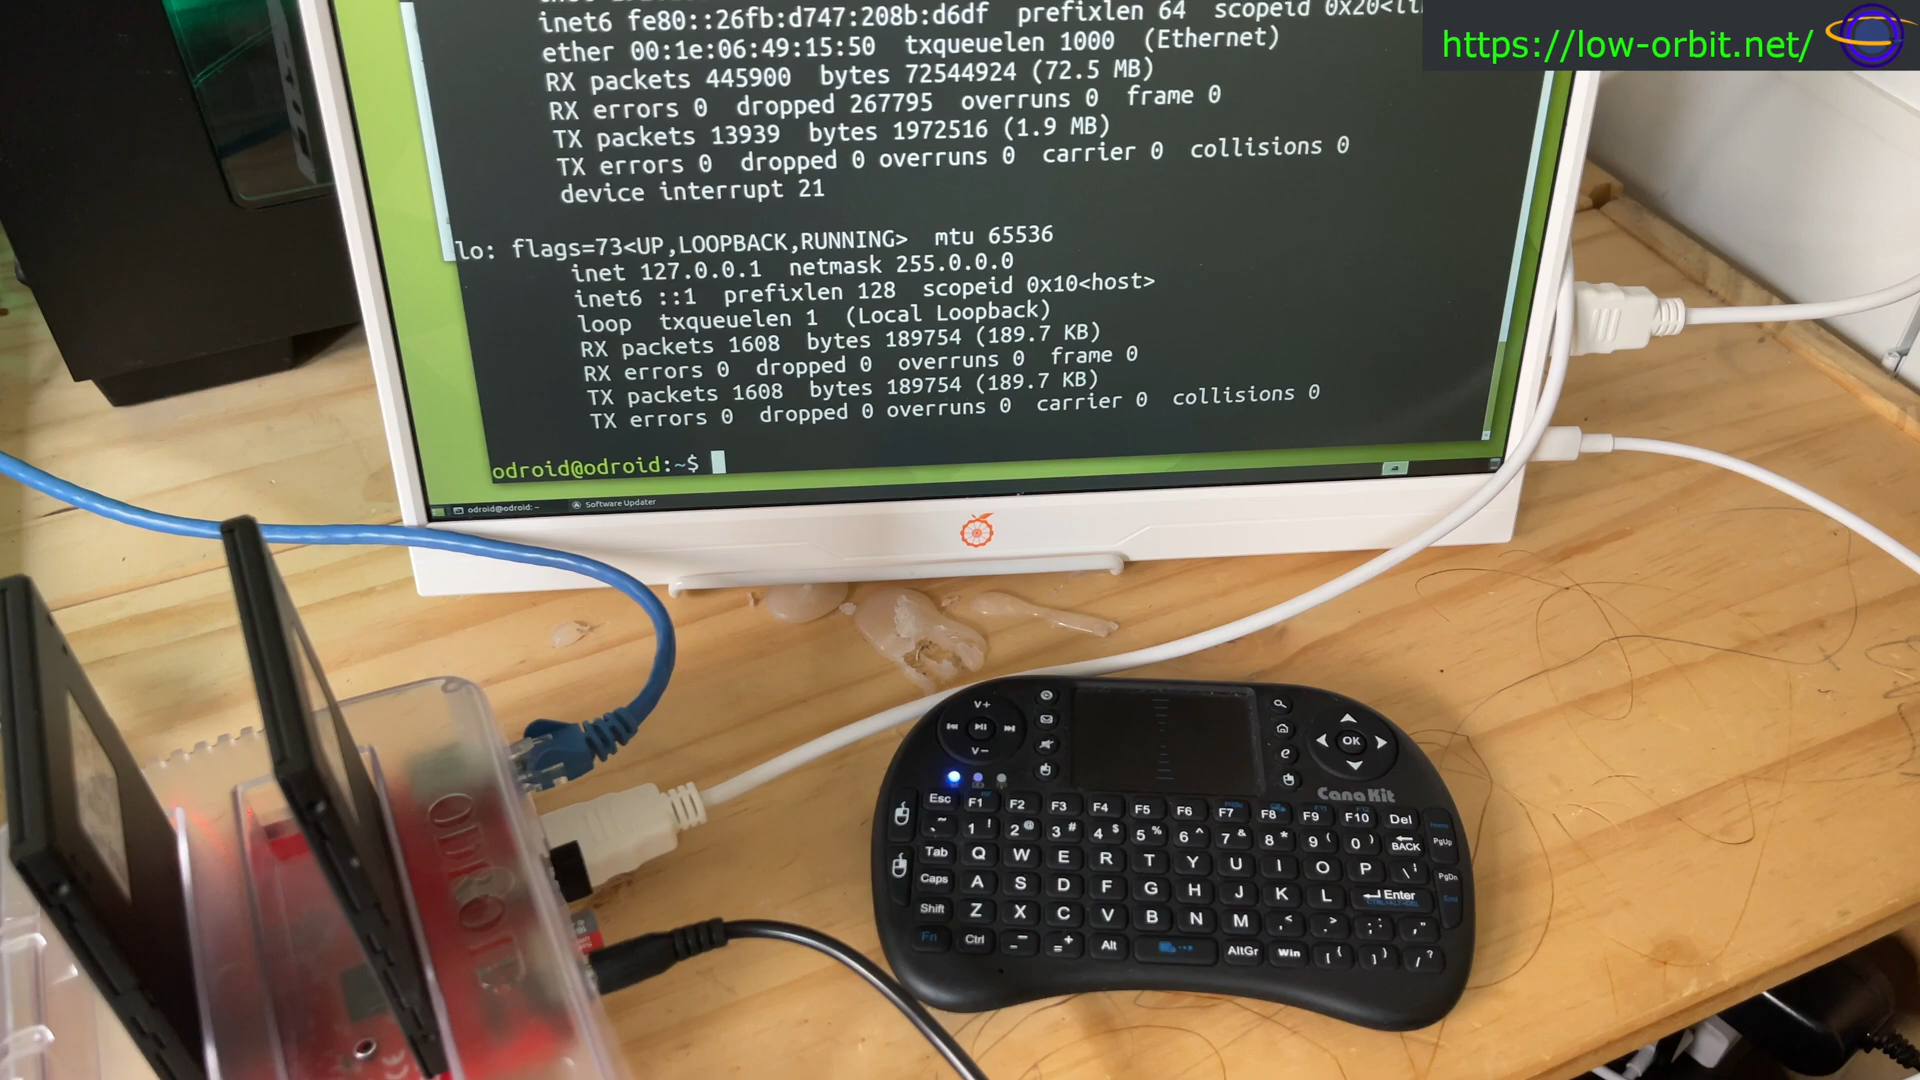 https://low-orbit.net/
inet6 fe80::26fb:d747:208b:d6df  prefixlen 64  scopeid 0x20<li
ether 00:1e:06:49:15:50  txqueuelen 1000  (Ethernet)
RX packets 445900  bytes 72544924 (72.5 MB)
RX errors 0  dropped 267795  overruns 0  frame 0
TX packets 13939  bytes 1972516 (1.9 MB)
TX errors 0  dropped 0 overruns 0  carrier 0  collisions 0
device interrupt 21
lo: flags=73<UP,LOOPBACK,RUNNING>  mtu 65536
inet 127.0.0.1  netmask 255.0.0.0
inet6 ::1  prefixlen 128  scopeid 0x10<host>
loop  txqueuelen 1  (Local Loopback)
RX packets 1608  bytes 189754 (189.7 KB)
RX errors 0  dropped 0  overruns 0  frame 0
TX packets 1608  bytes 189754 (189.7 KB)
TX errors 0  dropped 0 overruns 0  carrier 0  collisions 0
odroid@odroid:~$
odroid@odroid: ~ Software Updater
ODROID
V+
V-
OK
CanaKit
Esc F1 F2 F3 F4 F5 F6 F7 F8 F9 F10 Del
` ~ 1 ! 2 @ 3 # 4 $ 5 % 6 ^ 7 & 8 * 9 ( 0 ) BACK PgUp
Tab Q W E R T Y U I O P \ | PgDn
Caps A S D F G H J K L Enter End
Shift Z X C V B N M , < . > ; : ' "
Fn Ctrl - _ = + Alt AltGr Win [ { ] } / ?